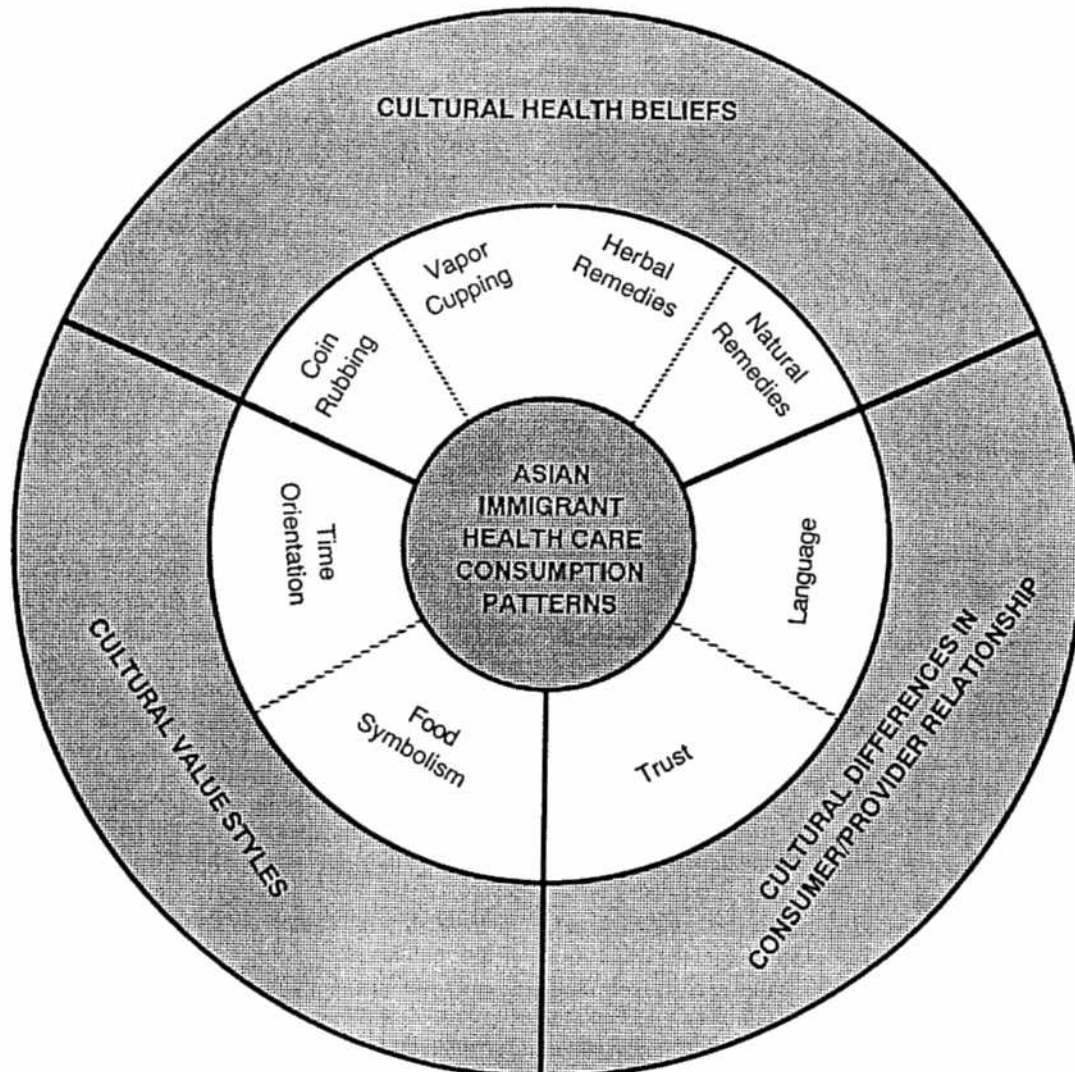 CULTURAL HEALTH BELIEFS
Vapor
Cupping
Herbal
Remedies
Coin
Rubbing
Natural
Remedies
ASIAN
IMMIGRANT
HEALTH CARE
CONSUMPTION
PATTERNS
Time
Orientation
Language
Food
Symbolism
Trust
CULTURAL VALUE STYLES
CULTURAL DIFFERENCES IN
CONSUMER/PROVIDER RELATIONSHIP